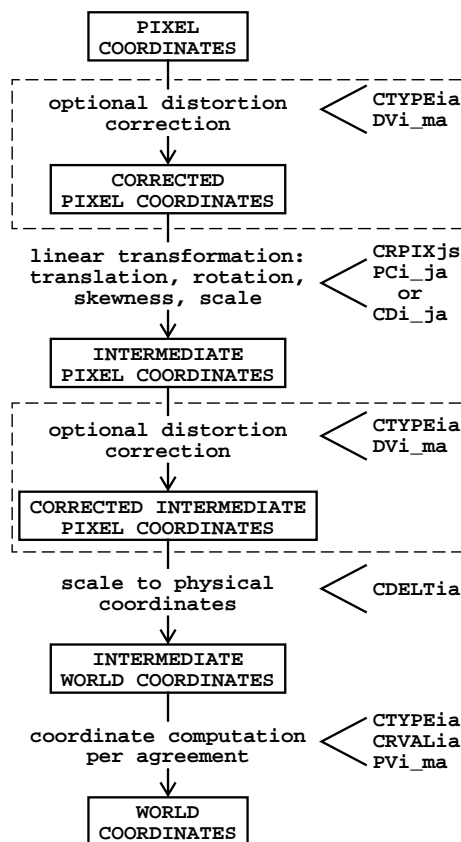 PIXEL
COORDINATES
optional distortion
correction
CTYPEia
DVi_ma
CORRECTED
PIXEL COORDINATES
linear transformation:
translation, rotation,
skewness, scale
CRPIXjs
PCi_ja
or
CDi_ja
INTERMEDIATE
PIXEL COORDINATES
optional distortion
correction
CTYPEia
DVi_ma
CORRECTED INTERMEDIATE
PIXEL COORDINATES
scale to physical
coordinates
CDELTia
INTERMEDIATE
WORLD COORDINATES
coordinate computation
per agreement
CTYPEia
CRVALia
PVi_ma
WORLD
COORDINATES